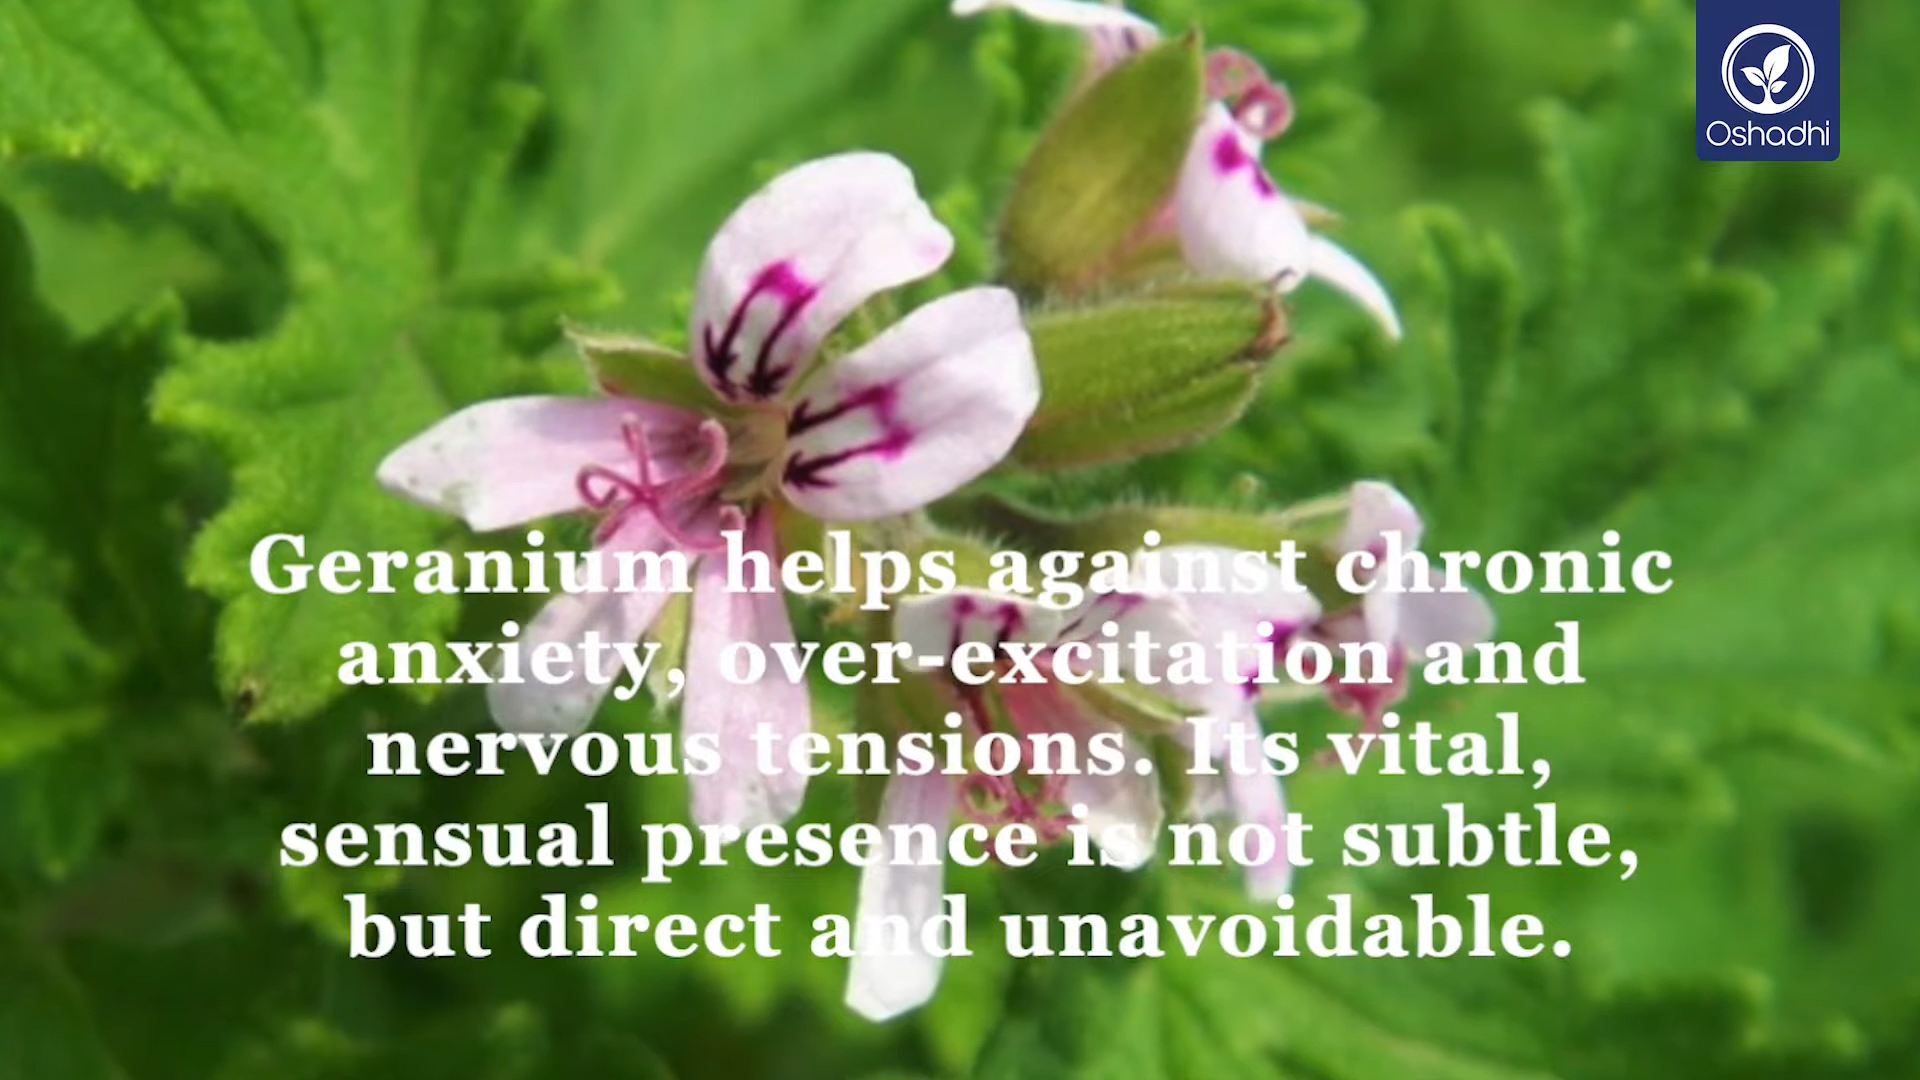 Oshadhi
Geranium helps against chronic
anxiety, over-excitation and
nervous tensions. Its vital,
sensual presence is not subtle,
but direct and unavoidable.